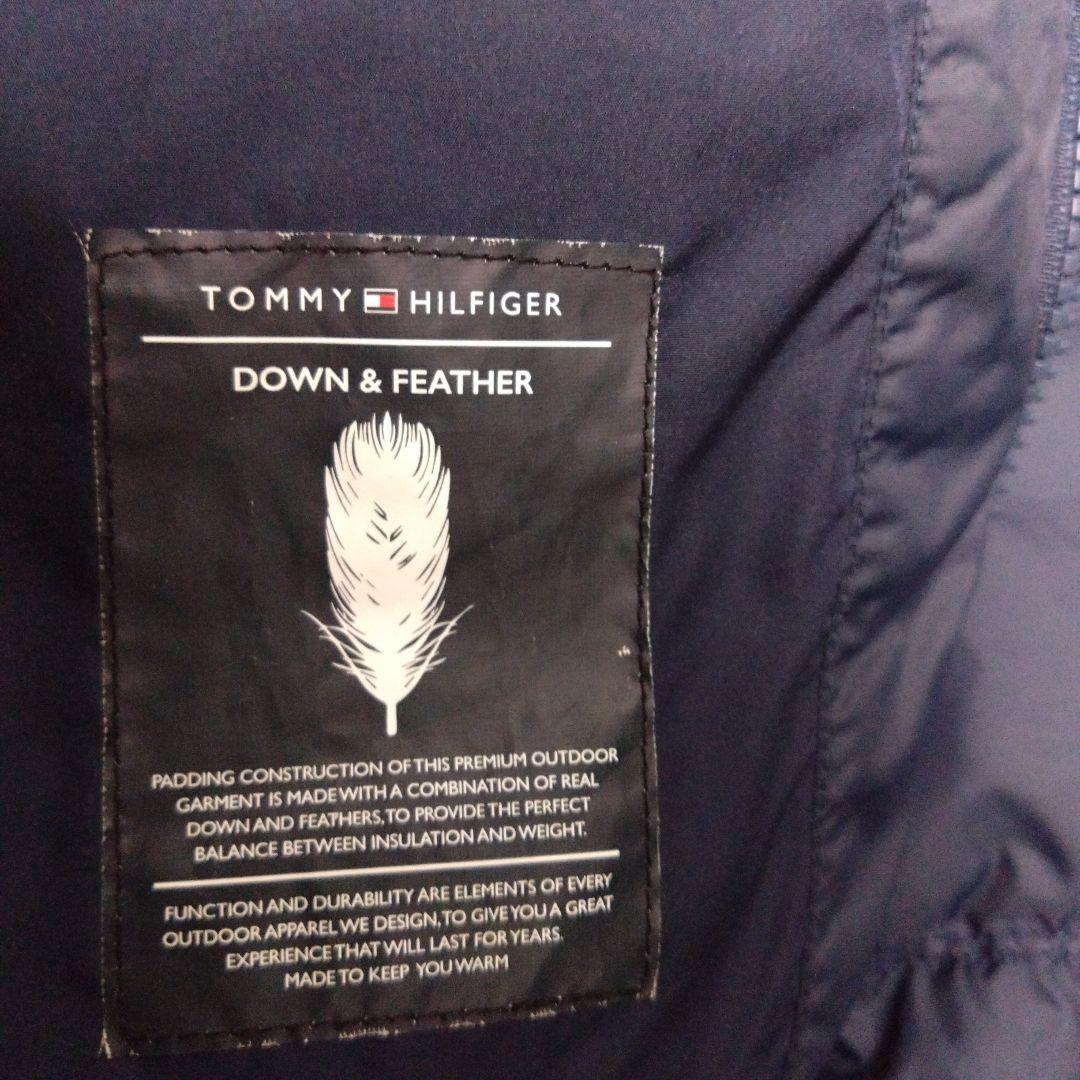 TOMMY HILFIGER
DOWN & FEATHER
PADDING CONSTRUCTION OF THIS PREMIUM OUTDOOR
GARMENT IS MADE WITH A COMBINATION OF REAL
DOWN AND FEATHERS, TO PROVIDE THE PERFECT
BALANCE BETWEEN INSULATION AND WEIGHT.
FUNCTION AND DURABILITY ARE ELEMENTS OF EVERY
OUTDOOR APPAREL WE DESIGN, TO GIVE YOU A GREAT
EXPERIENCE THAT WILL LAST FOR YEARS.
MADE TO KEEP YOU WARM